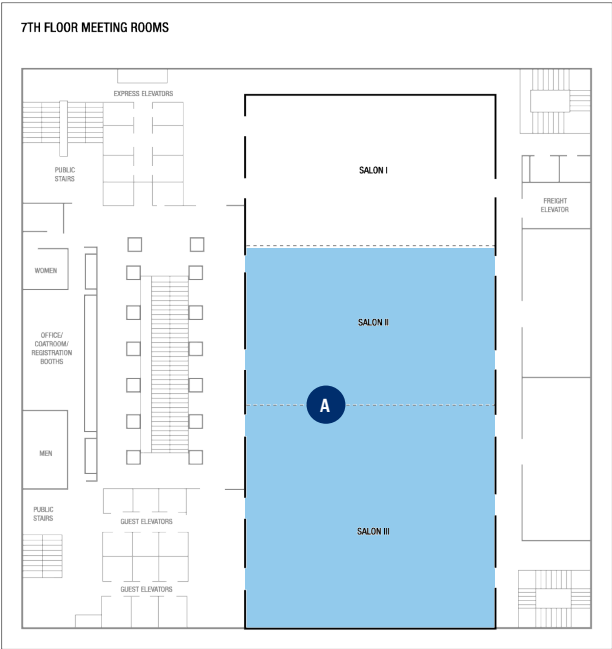 7TH FLOOR MEETING ROOMS
EXPRESS ELEVATORS
PUBLIC
STAIRS
SALON I
FREIGHT
ELEVATOR
WOMEN
SALON II
OFFICE/
COATROOM/
REGISTRATION
BOOTHS
A
MEN
PUBLIC
STAIRS
GUEST ELEVATORS
SALON III
GUEST ELEVATORS